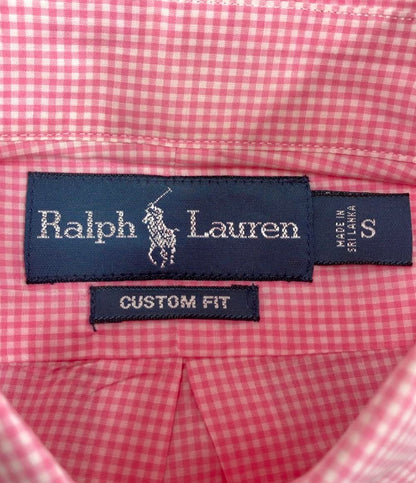 Ralph Lauren
MADE IN
SRI LANKA
S
CUSTOM FIT